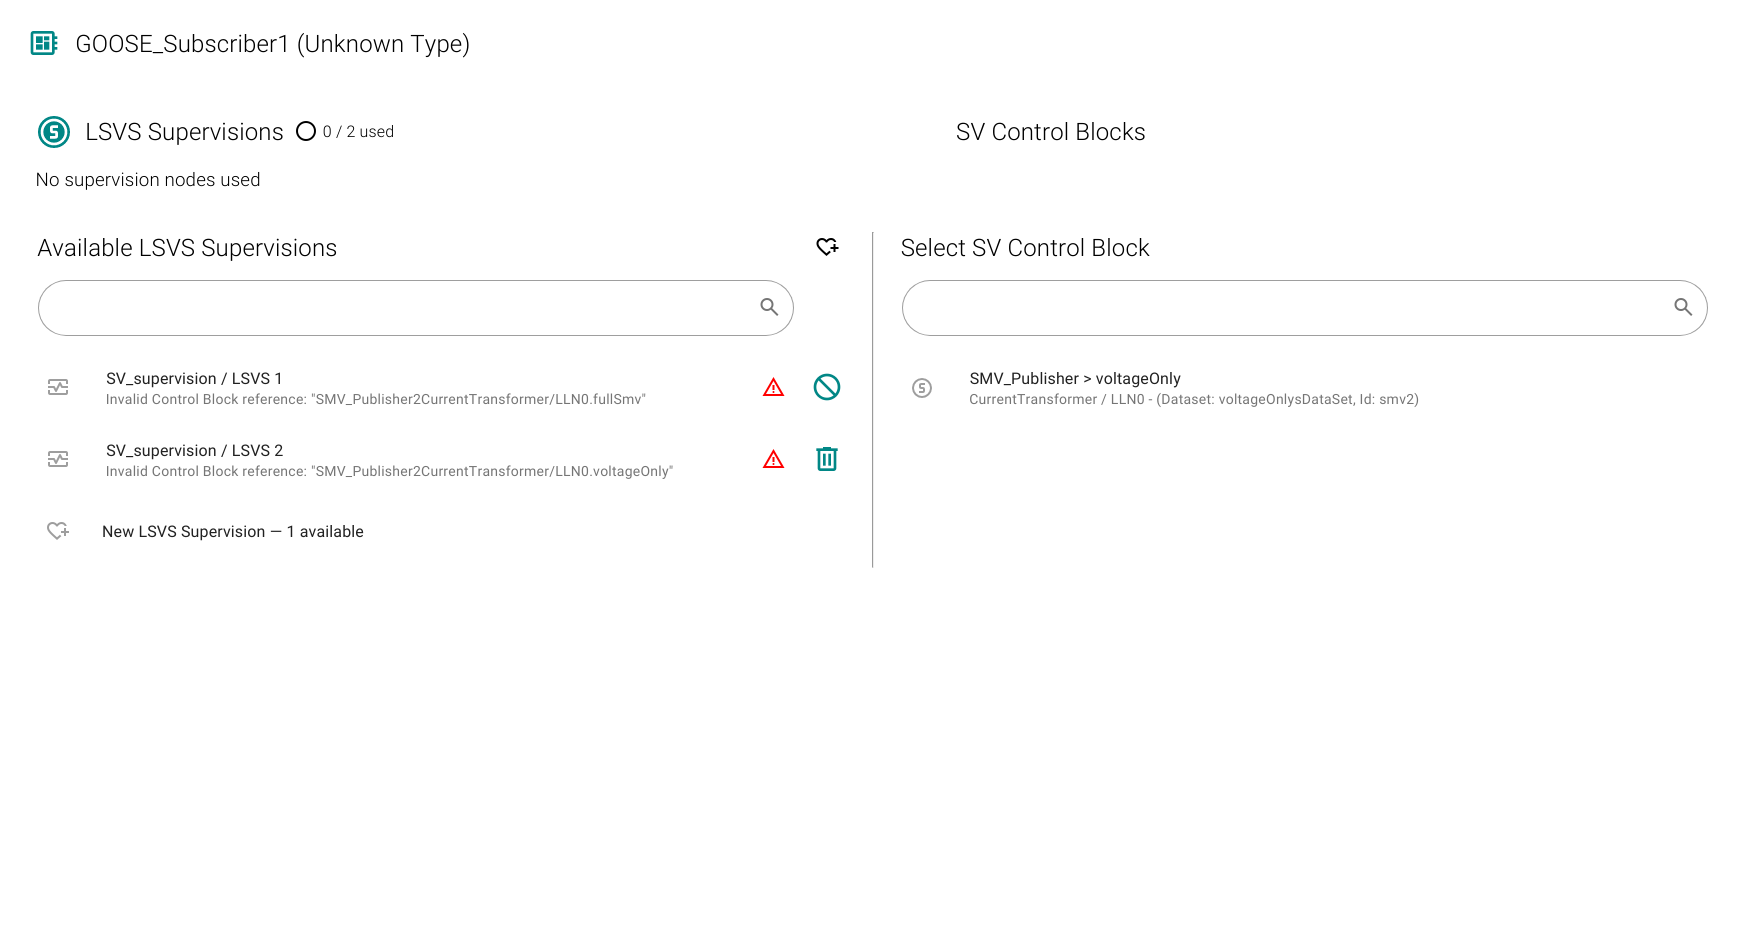 GOOSE_Subscriber1 (Unknown Type)
LSVS Supervisions 0 / 2 used
SV Control Blocks
No supervision nodes used
Available LSVS Supervisions
SV_supervision / LSVS 1
Invalid Control Block reference: "SMV_Publisher2CurrentTransformer/LLN0.fullSmv"
SV_supervision / LSVS 2
Invalid Control Block reference: "SMV_Publisher2CurrentTransformer/LLN0.voltageOnly"
New LSVS Supervision — 1 available
Select SV Control Block
SMV_Publisher > voltageOnly
CurrentTransformer / LLN0 - (Dataset: voltageOnlysDataSet, Id: smv2)